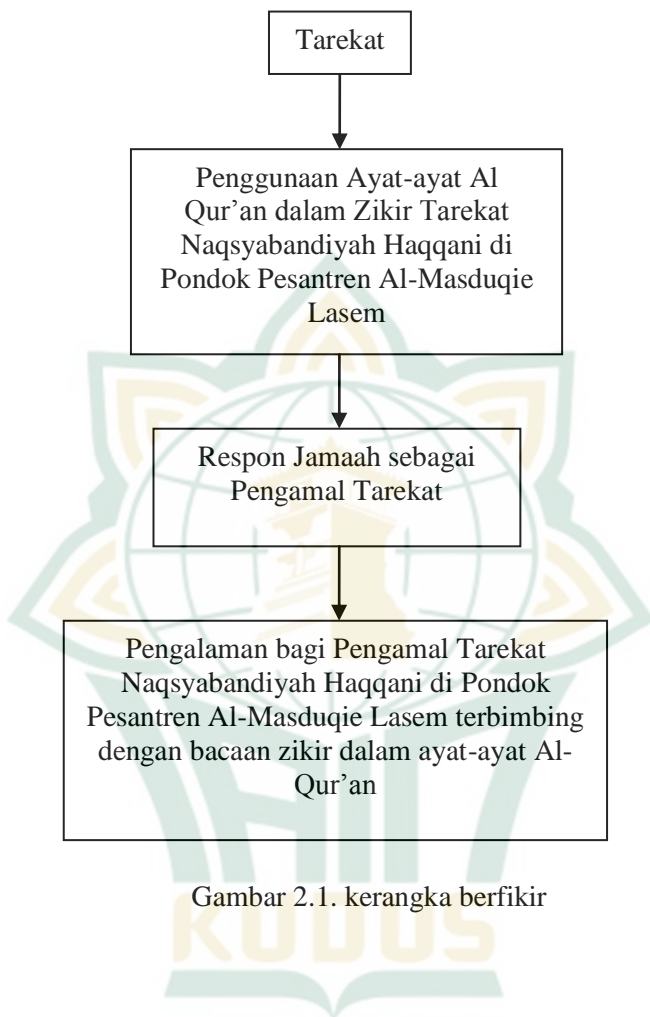 Tarekat
Penggunaan Ayat-ayat Al
Qur’an dalam Zikir Tarekat
Naqsyabandiyah Haqqani di
Pondok Pesantren Al-Masduqie
Lasem
Respon Jamaah sebagai
Pengamal Tarekat
Pengalaman bagi Pengamal Tarekat
Naqsyabandiyah Haqqani di Pondok
Pesantren Al-Masduqie Lasem terbimbing
dengan bacaan zikir dalam ayat-ayat Al-
Qur’an
Gambar 2.1. kerangka berfikir
KUDUS